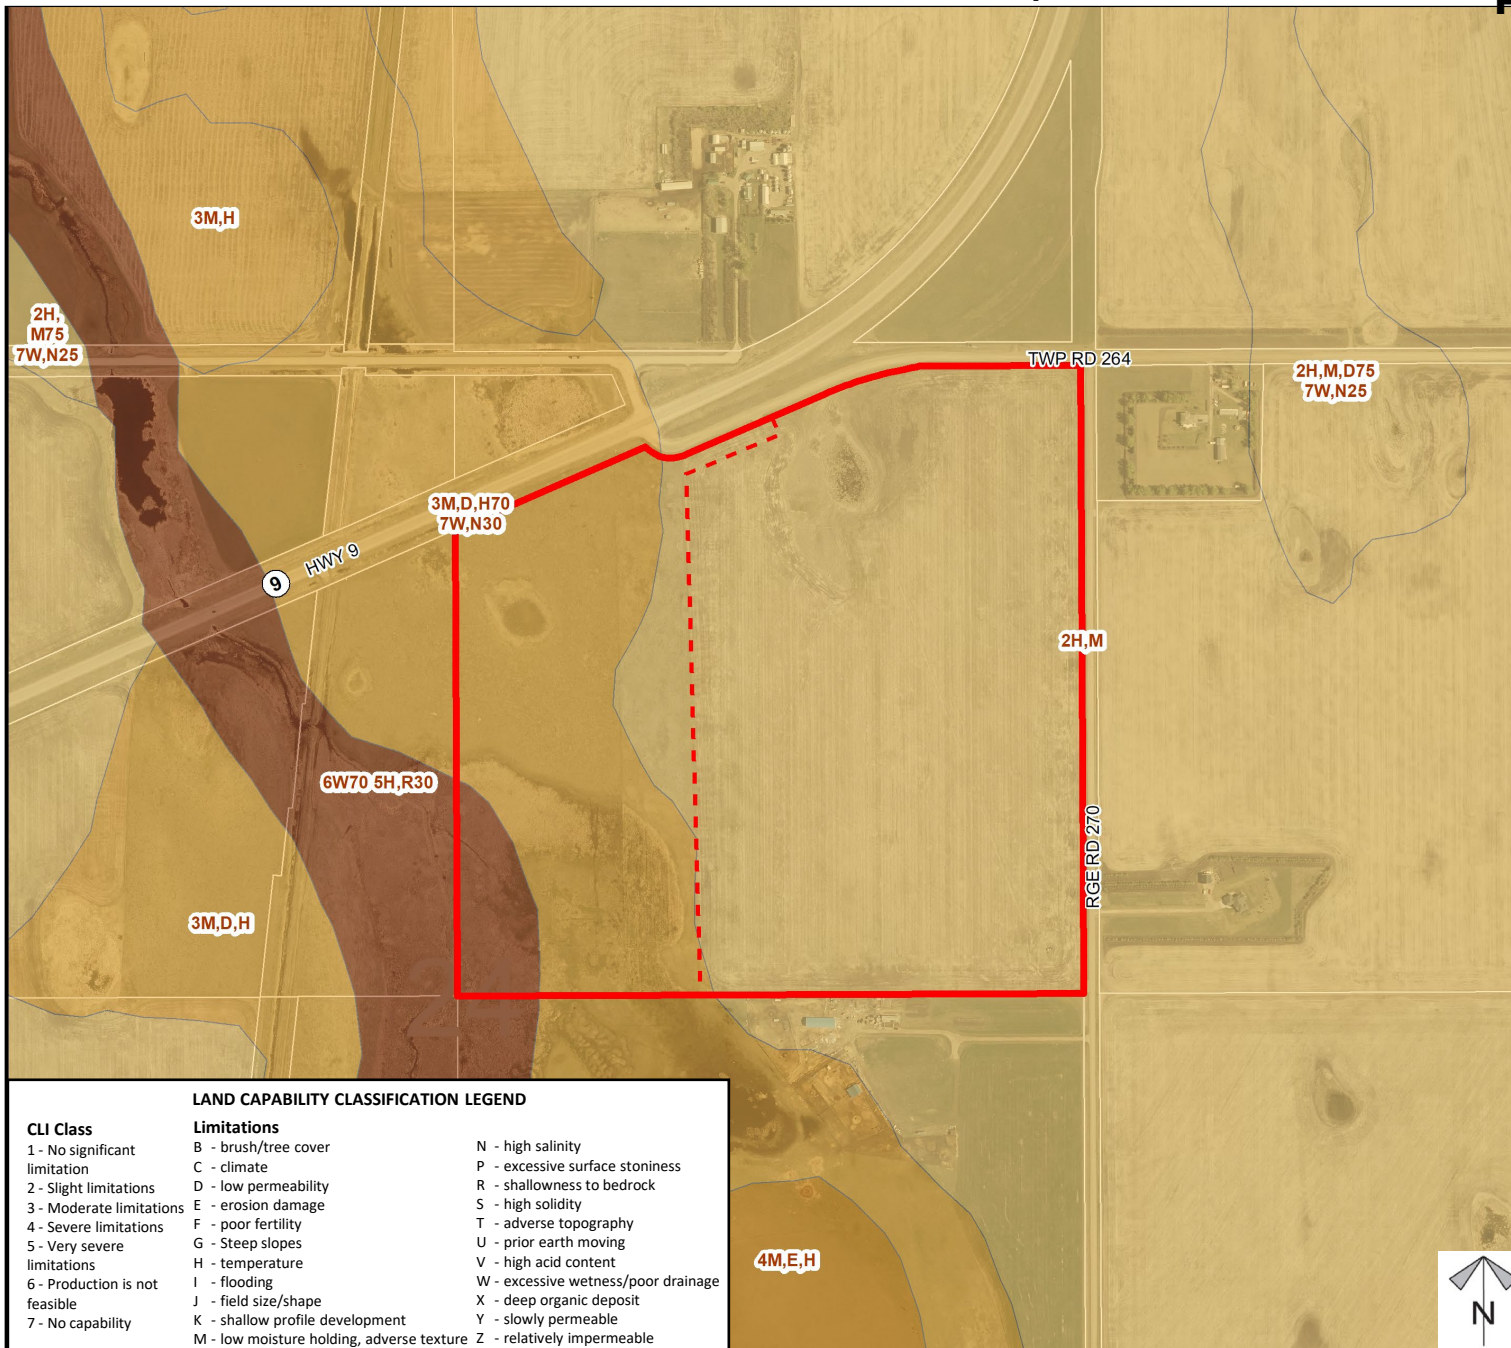 3M,H
2H,
M75
7W,N25
TWP RD 264
2H,M,D75
7W,N25
3M,D,H70
7W,N30
HWY 9
9
2H,M
6W70 5H,R30
RGE RD 270
3M,D,H
24
4M,E,H
LAND CAPABILITY CLASSIFICATION LEGEND
CLI Class
1 - No significant
limitation
2 - Slight limitations
3 - Moderate limitations
4 - Severe limitations
5 - Very severe
limitations
6 - Production is not
feasible
7 - No capability
Limitations
B - brush/tree cover
C - climate
D - low permeability
E - erosion damage
F - poor fertility
G - Steep slopes
H - temperature
I - flooding
J - field size/shape
K - shallow profile development
M - low moisture holding, adverse texture
N - high salinity
P - excessive surface stoniness
R - shallowness to bedrock
S - high solidity
T - adverse topography
U - prior earth moving
V - high acid content
W - excessive wetness/poor drainage
X - deep organic deposit
Y - slowly permeable
Z - relatively impermeable
N